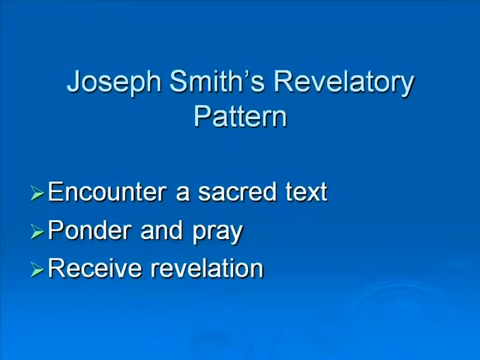 Joseph Smith’s Revelatory
Pattern
Encounter a sacred text
Ponder and pray
Receive revelation